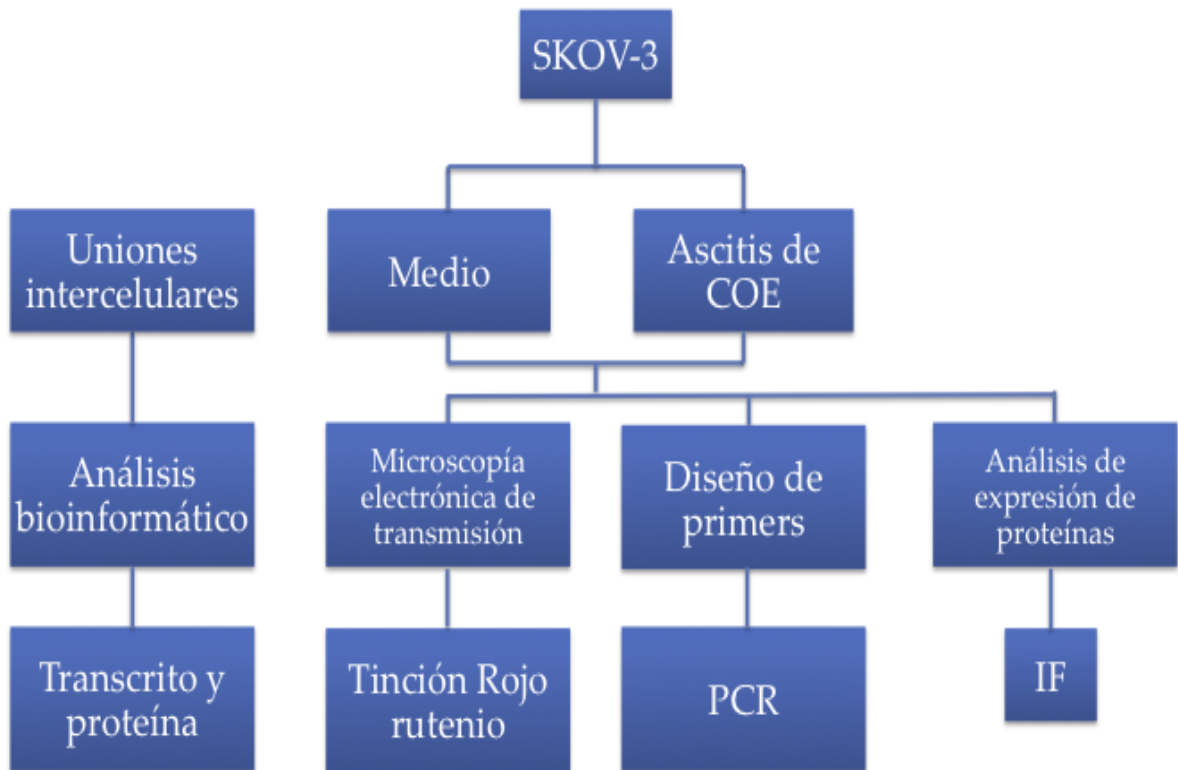 SKOV-3
Uniones
intercelulares
Medio
Ascitis de
COE
Análisis
bioinformático
Microscopía
electrónica de
transmisión
Diseño de
primers
Análisis de
expresión de
proteínas
Transcrito y
proteína
Tinción Rojo
rutenio
PCR
IF